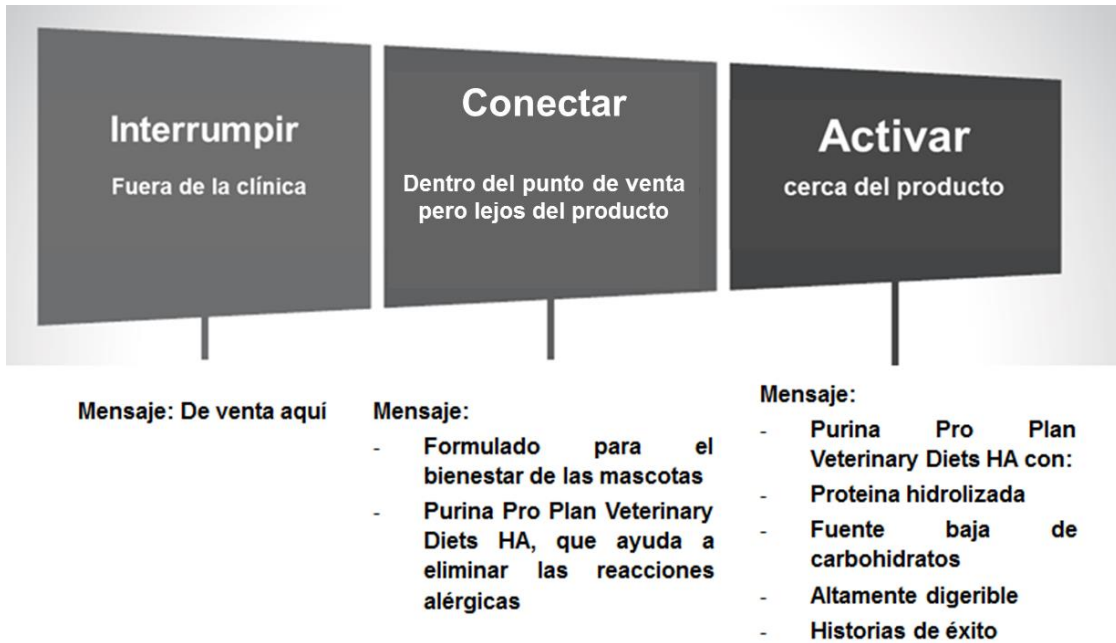 Interrumpir
Fuera de la clínica
Conectar
Dentro del punto de venta
pero lejos del producto
Activar
cerca del producto
Mensaje: De venta aquí
Mensaje:
- Formulado para el
bienestar de las mascotas
- Purina Pro Plan Veterinary
Diets HA, que ayuda a
eliminar las reacciones
alérgicas
Mensaje:
- Purina Pro Plan
Veterinary Diets HA con:
- Proteina hidrolizada
- Fuente baja de
carbohidratos
- Altamente digerible
- Historias de éxito